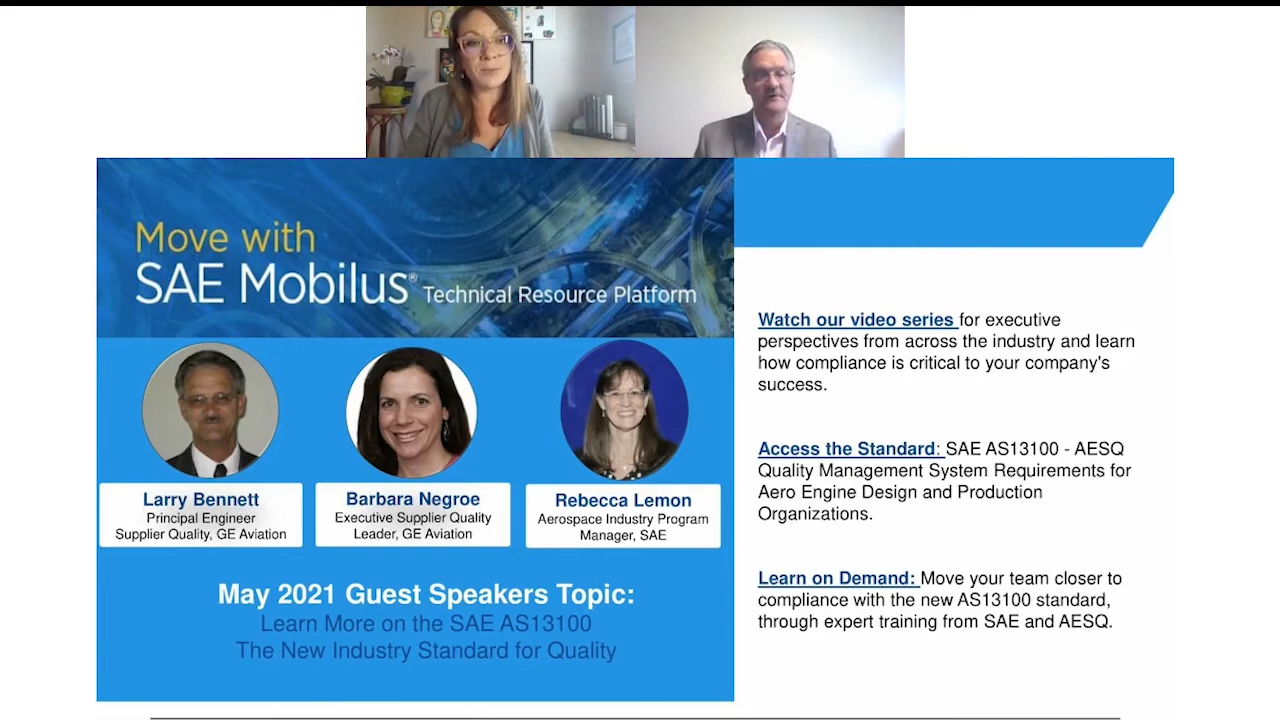 Move with
SAE Mobilus® Technical Resource Platform
Larry Bennett
Principal Engineer
Supplier Quality, GE Aviation
Barbara Negroe
Executive Supplier Quality
Leader, GE Aviation
Rebecca Lemon
Aerospace Industry Program
Manager, SAE
May 2021 Guest Speakers Topic:
Learn More on the SAE AS13100
The New Industry Standard for Quality
Watch our video series for executive
perspectives from across the industry and learn
how compliance is critical to your company's
success.
Access the Standard: SAE AS13100 - AESQ
Quality Management System Requirements for
Aero Engine Design and Production
Organizations.
Learn on Demand: Move your team closer to
compliance with the new AS13100 standard,
through expert training from SAE and AESQ.